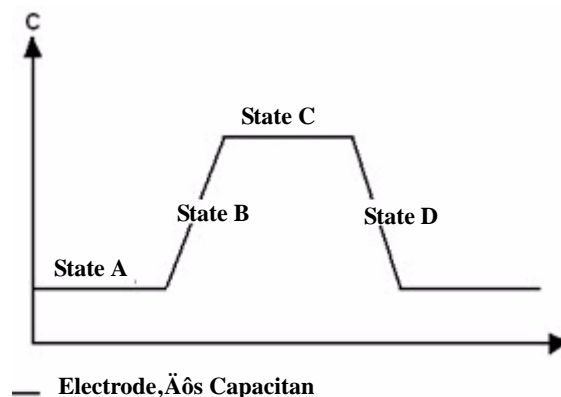 C
State C
State B
State D
State A
Electrode‚Äôs Capacitan